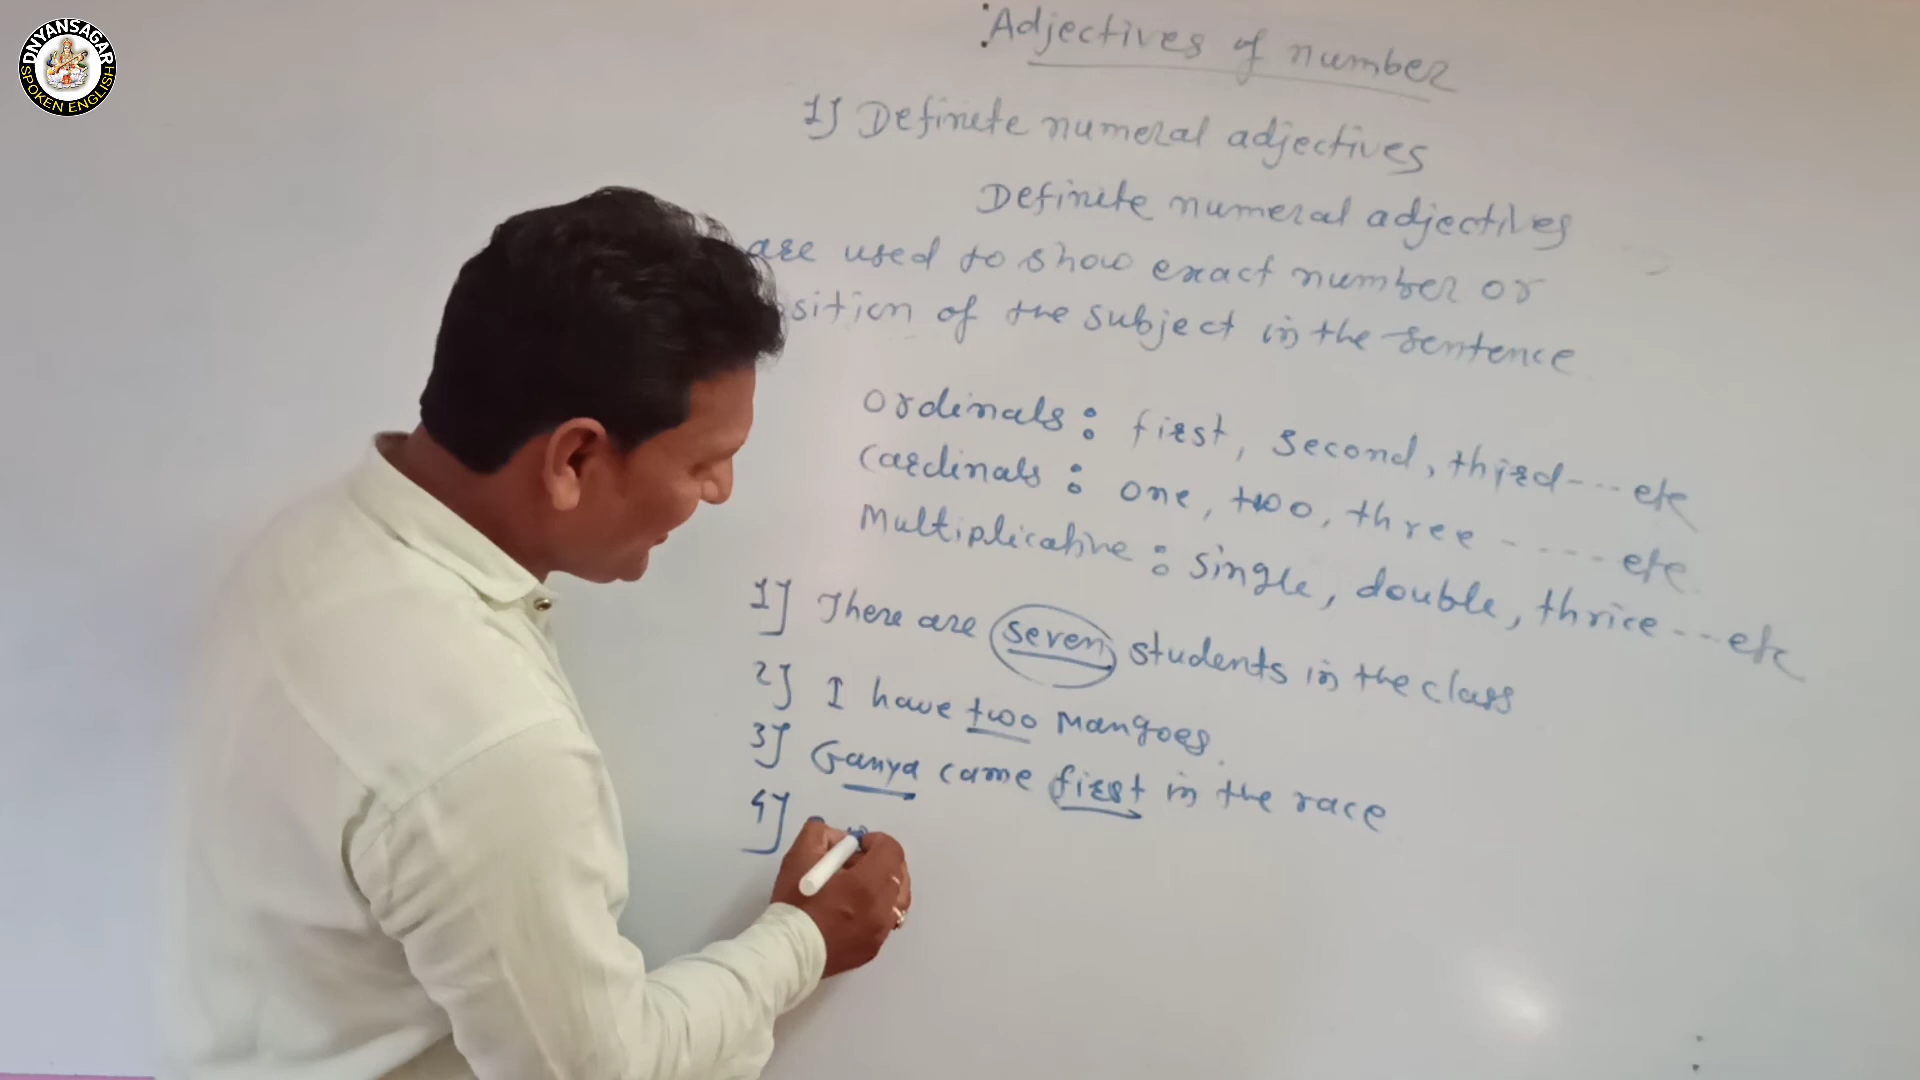 DNYANSAGAR
SPOKEN ENGLISH
Adjectives of number
1] Definite numeral adjectives
Definite numeral adjectives
are used to show exact number or
sition of the subject in the sentence
Ordinals : first, second, third---etc
Cardinals : one, two, three ----- etc
Multiplicative : single, double, thrice---etc
1] There are seven students in the class
2] I have two mangoes.
3] Ganya came first in the race
4]